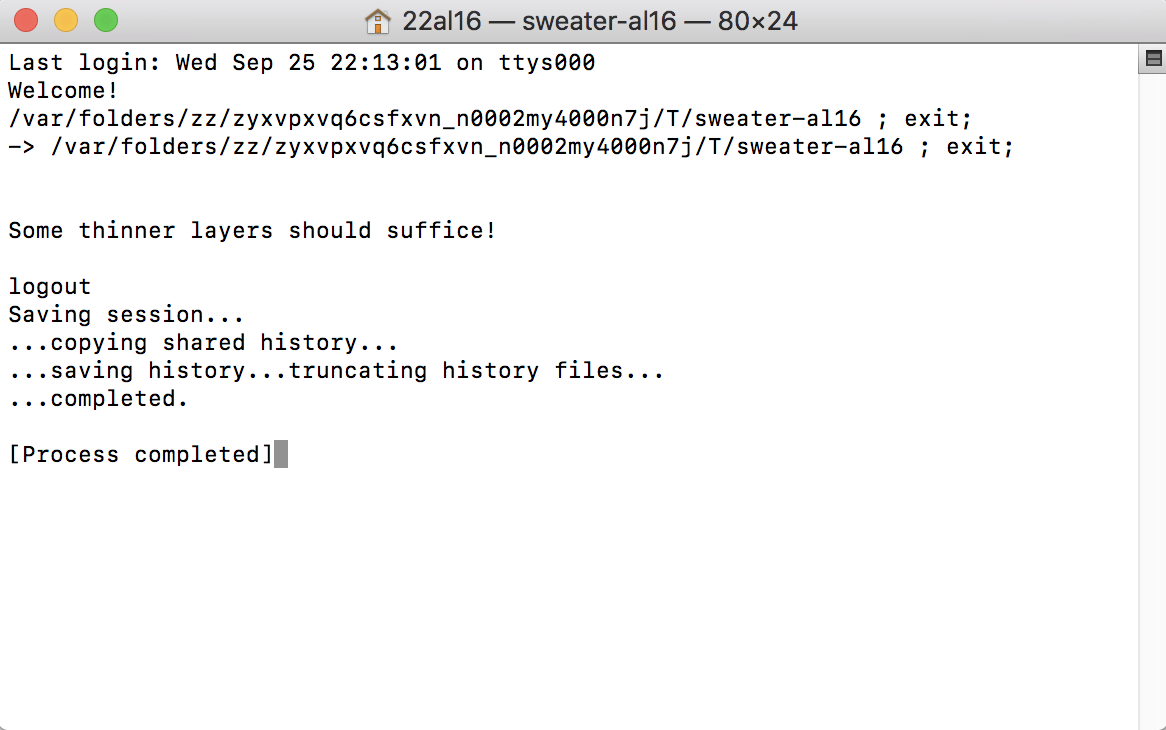 22al16 — sweater-al16 — 80×24
Last login: Wed Sep 25 22:13:01 on ttys000
Welcome!
/var/folders/zz/zyxvpxvq6csfxvn_n0002my4000n7j/T/sweater-al16 ; exit;
—> /var/folders/zz/zyxvpxvq6csfxvn_n0002my4000n7j/T/sweater-al16 ; exit;
Some thinner layers should suffice!
logout
Saving session...
...copying shared history...
...saving history...truncating history files...
...completed.
[Process completed]